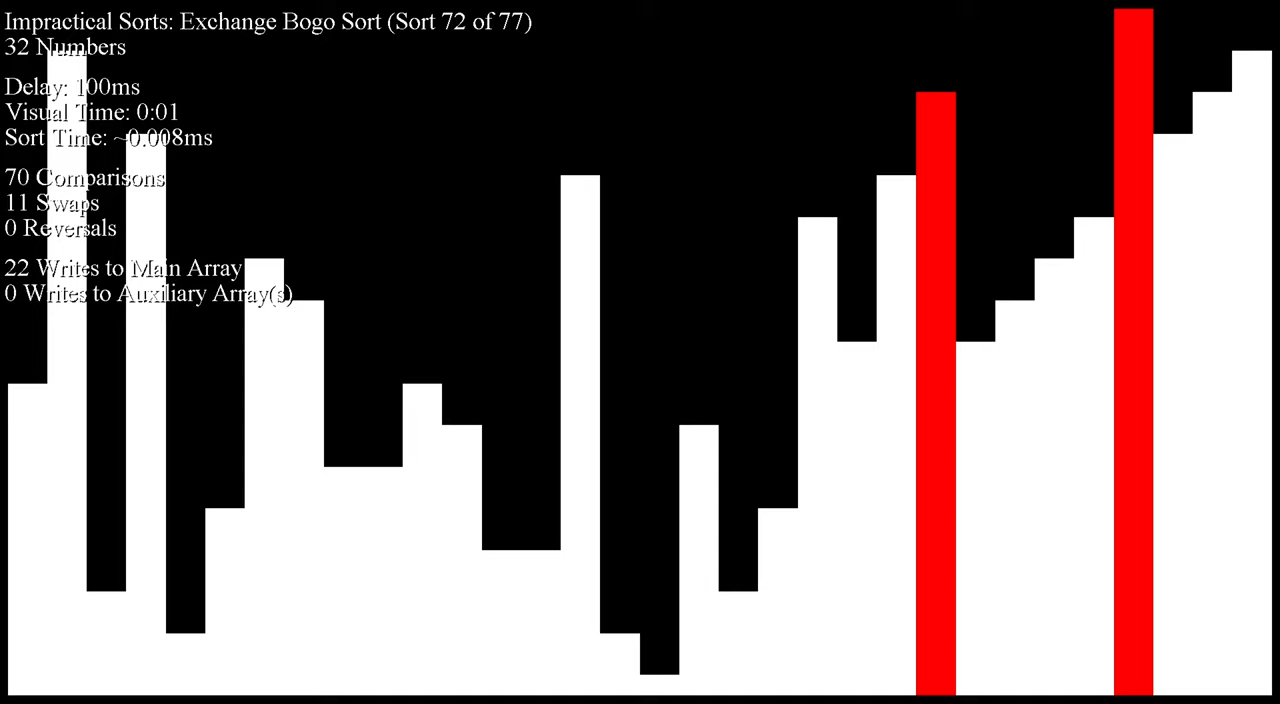 Impractical Sorts: Exchange Bogo Sort (Sort 72 of 77)
32 Numbers
Delay: 100ms
Visual Time: 0:01
Sort Time: ~0.008ms
70 Comparisons
11 Swaps
0 Reversals
22 Writes to Main Array
0 Writes to Auxiliary Array(s)